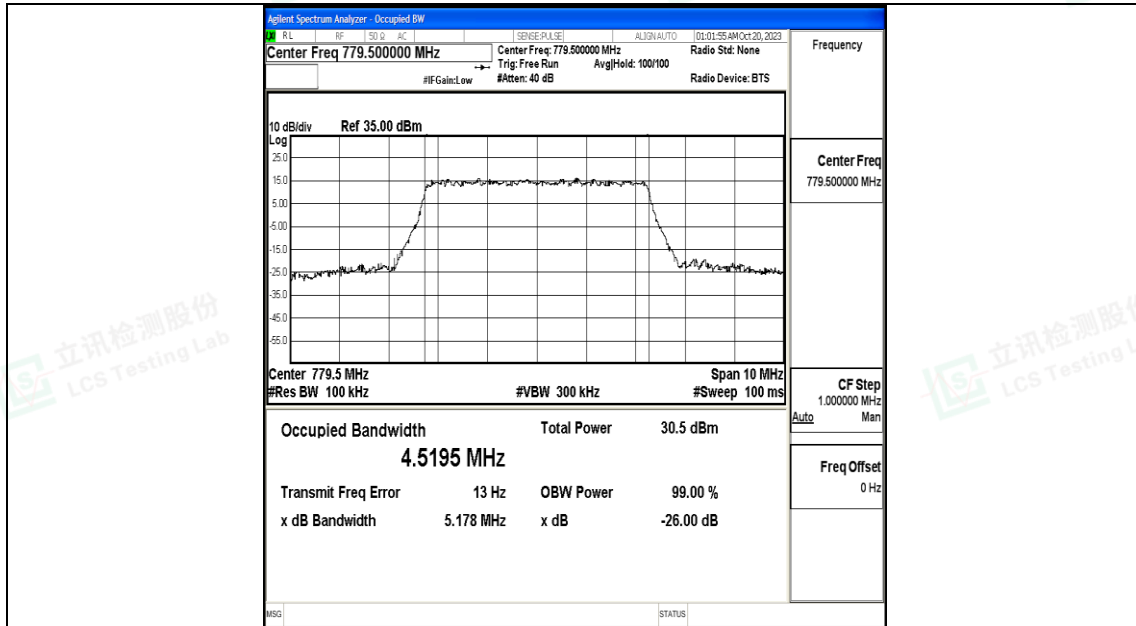 Agilent Spectrum Analyzer - Occupied BW
LXI RL RF 50 Ω AC SENSE:PULSE ALIGNAUTO 01:01:55 AM Oct 20, 2023
Center Freq 779.500000 MHz
Center Freq: 779.500000 MHz
Radio Std: None
Trig: Free Run Avg|Hold: 100/100
#IFGain:Low #Atten: 40 dB Radio Device: BTS
10 dB/div Ref 35.00 dBm
Log
25.0
15.0
5.00
-5.00
-15.0
-25.0
-35.0
-45.0
-55.0
Center 779.5 MHz Span 10 MHz
#Res BW 100 kHz #VBW 300 kHz #Sweep 100 ms
Occupied Bandwidth Total Power 30.5 dBm
4.5195 MHz
Transmit Freq Error 13 Hz OBW Power 99.00 %
x dB Bandwidth 5.178 MHz x dB -26.00 dB
MSG STATUS
Frequency
Center Freq
779.500000 MHz
CF Step
1.000000 MHz
Auto Man
Freq Offset
0 Hz
立讯检测股份
LCS Testing Lab
立讯检测股份
LCS Testing L